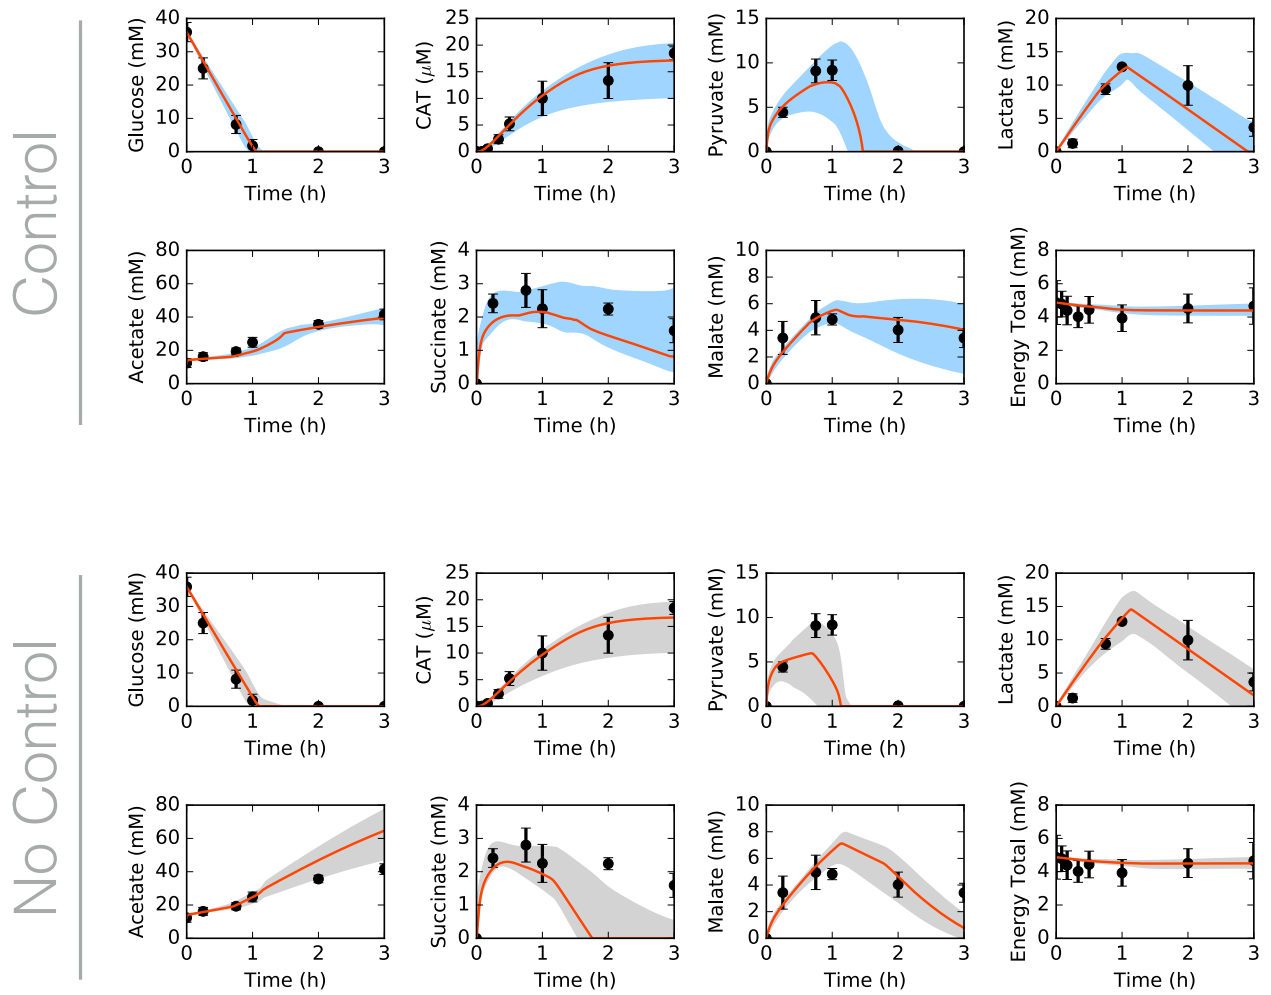 Control
Glucose (mM)
40
30
20
10
0
0 1 2 3
Time (h)
CAT (μM)
25
20
15
10
5
0
0 1 2 3
Time (h)
Pyruvate (mM)
15
10
5
0
0 1 2 3
Time (h)
Lactate (mM)
20
15
10
5
0
0 1 2 3
Time (h)
Acetate (mM)
80
60
40
20
0
0 1 2 3
Time (h)
Succinate (mM)
4
3
2
1
0
0 1 2 3
Time (h)
Malate (mM)
10
8
6
4
2
0
0 1 2 3
Time (h)
Energy Total (mM)
8
6
4
2
0
0 1 2 3
Time (h)
No Control
Glucose (mM)
40
30
20
10
0
0 1 2 3
Time (h)
CAT (μM)
25
20
15
10
5
0
0 1 2 3
Time (h)
Pyruvate (mM)
15
10
5
0
0 1 2 3
Time (h)
Lactate (mM)
20
15
10
5
0
0 1 2 3
Time (h)
Acetate (mM)
80
60
40
20
0
0 1 2 3
Time (h)
Succinate (mM)
4
3
2
1
0
0 1 2 3
Time (h)
Malate (mM)
10
8
6
4
2
0
0 1 2 3
Time (h)
Energy Total (mM)
8
6
4
2
0
0 1 2 3
Time (h)